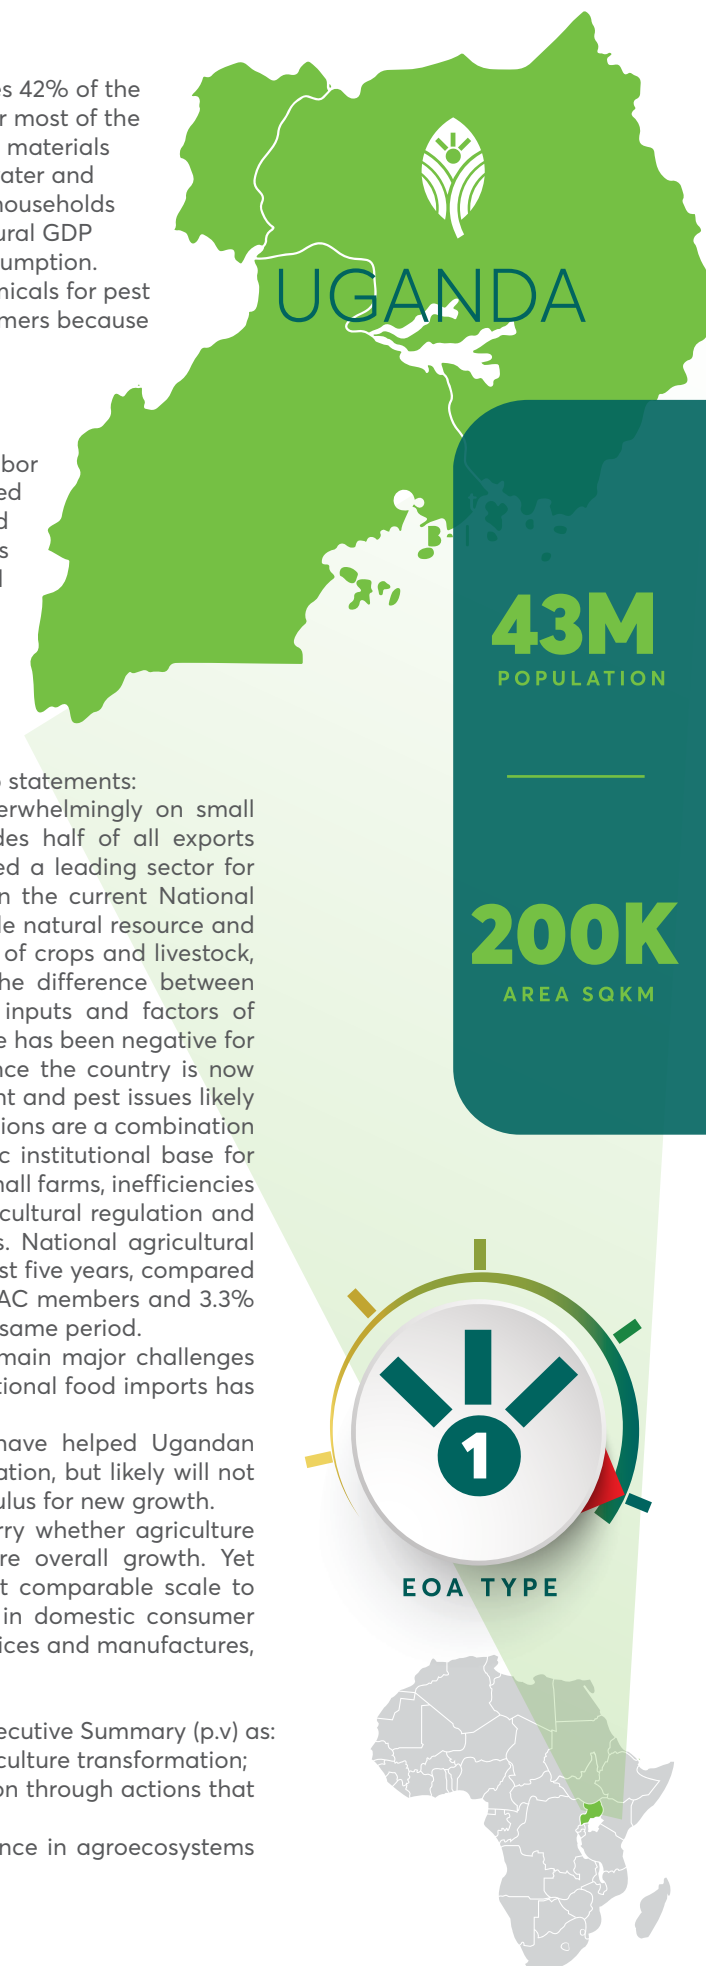 es 42% of the
r most of the
materials
ater and
households
ural GDP
umption.
nicals for pest
mers because
UGANDA
bor
ed
d
s
l
43M
POPULATION
statements:
erwhelmingly on small
des half of all exports
ed a leading sector for
n the current National
le natural resource and
of crops and livestock,
he difference between
inputs and factors of
e has been negative for
nce the country is now
nt and pest issues likely
tions are a combination
c institutional base for
nall farms, inefficiencies
cultural regulation and
s. National agricultural
st five years, compared
AC members and 3.3%
same period.
main major challenges
tional food imports has
200K
AREA SQKM
have helped Ugandan
ation, but likely will not
ulus for new growth.
rry whether agriculture
re overall growth. Yet
t comparable scale to
in domestic consumer
ices and manufactures,
1
EOA TYPE
ecutive Summary (p.v) as:
culture transformation;
on through actions that
nce in agroecosystems